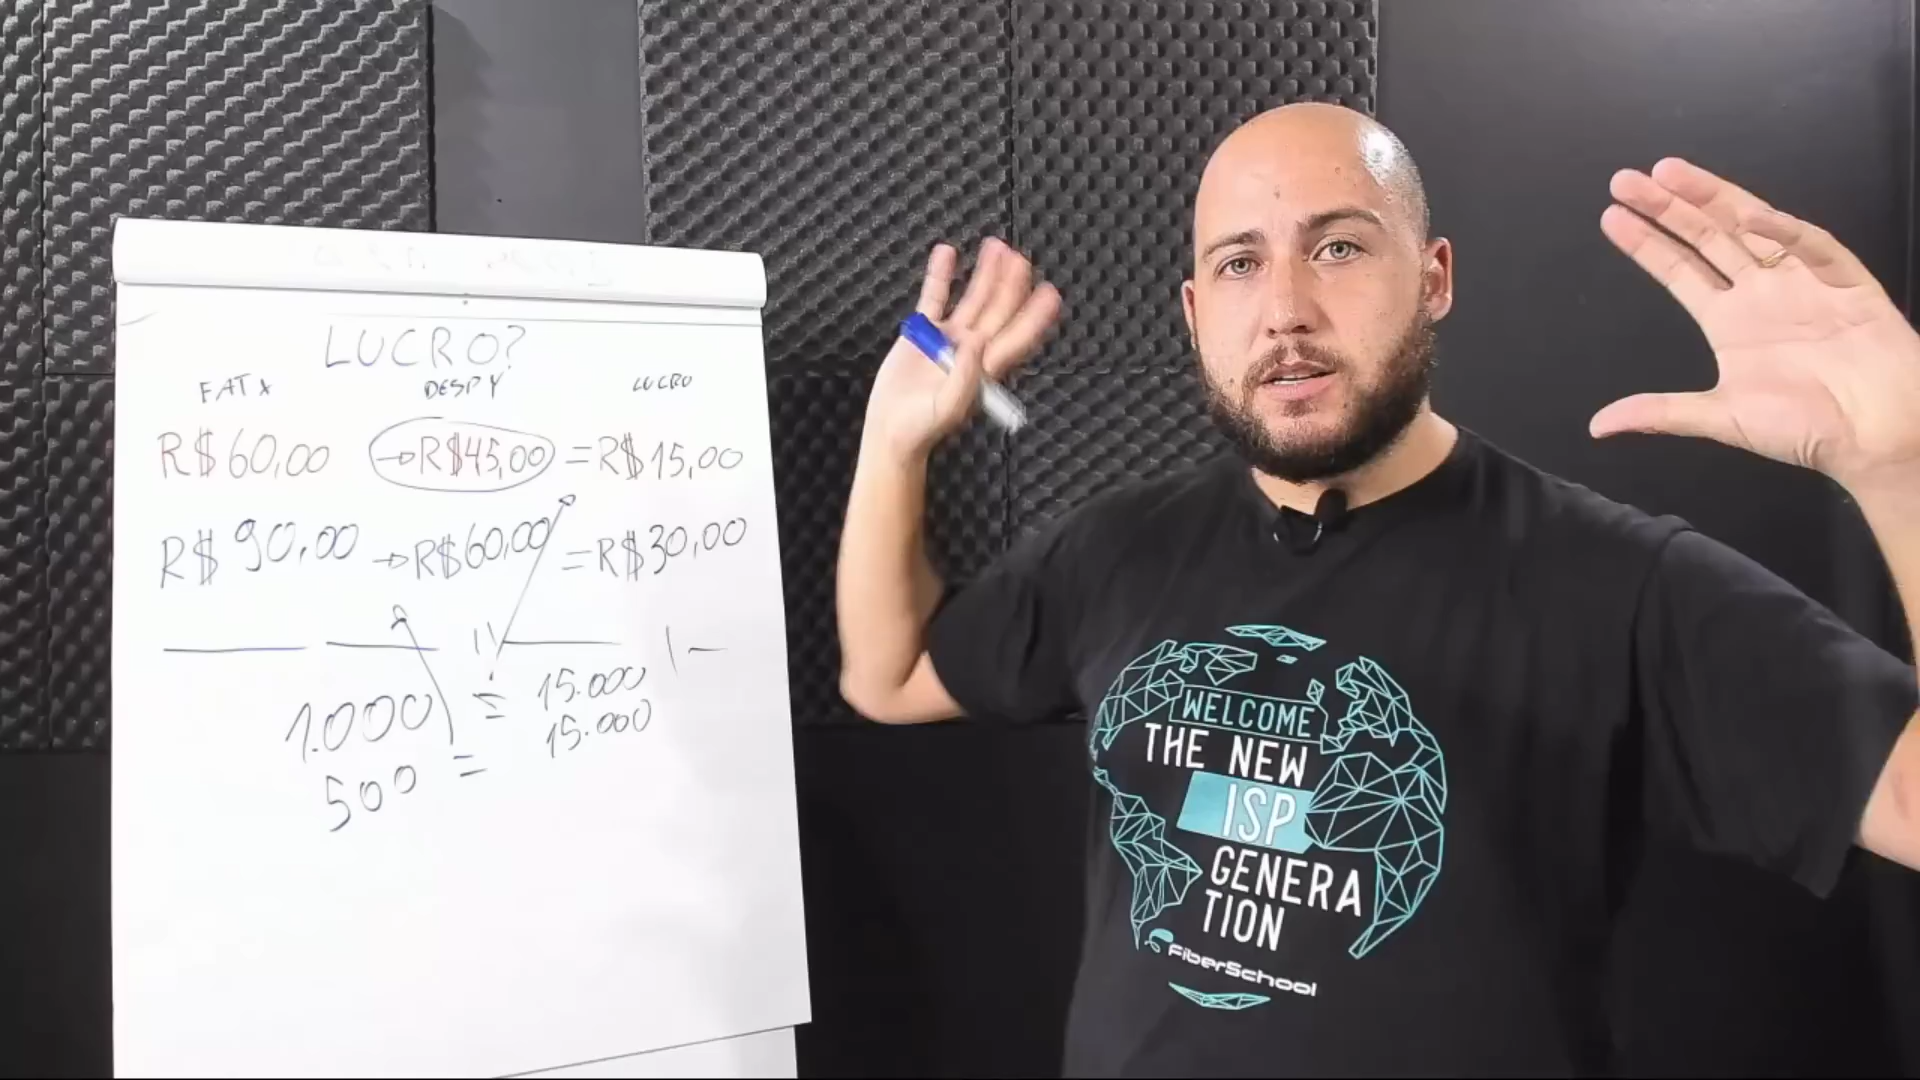 LUCRO?
FAT X DESP Y LUCRO
R$ 60,00 →R$45,00 = R$15,00
R$ 90,00 →R$60,00 = R$30,00
1.000 = 15.000
500 = 15.000
WELCOME
THE NEW
ISP
GENERA
TION
FiberSchool